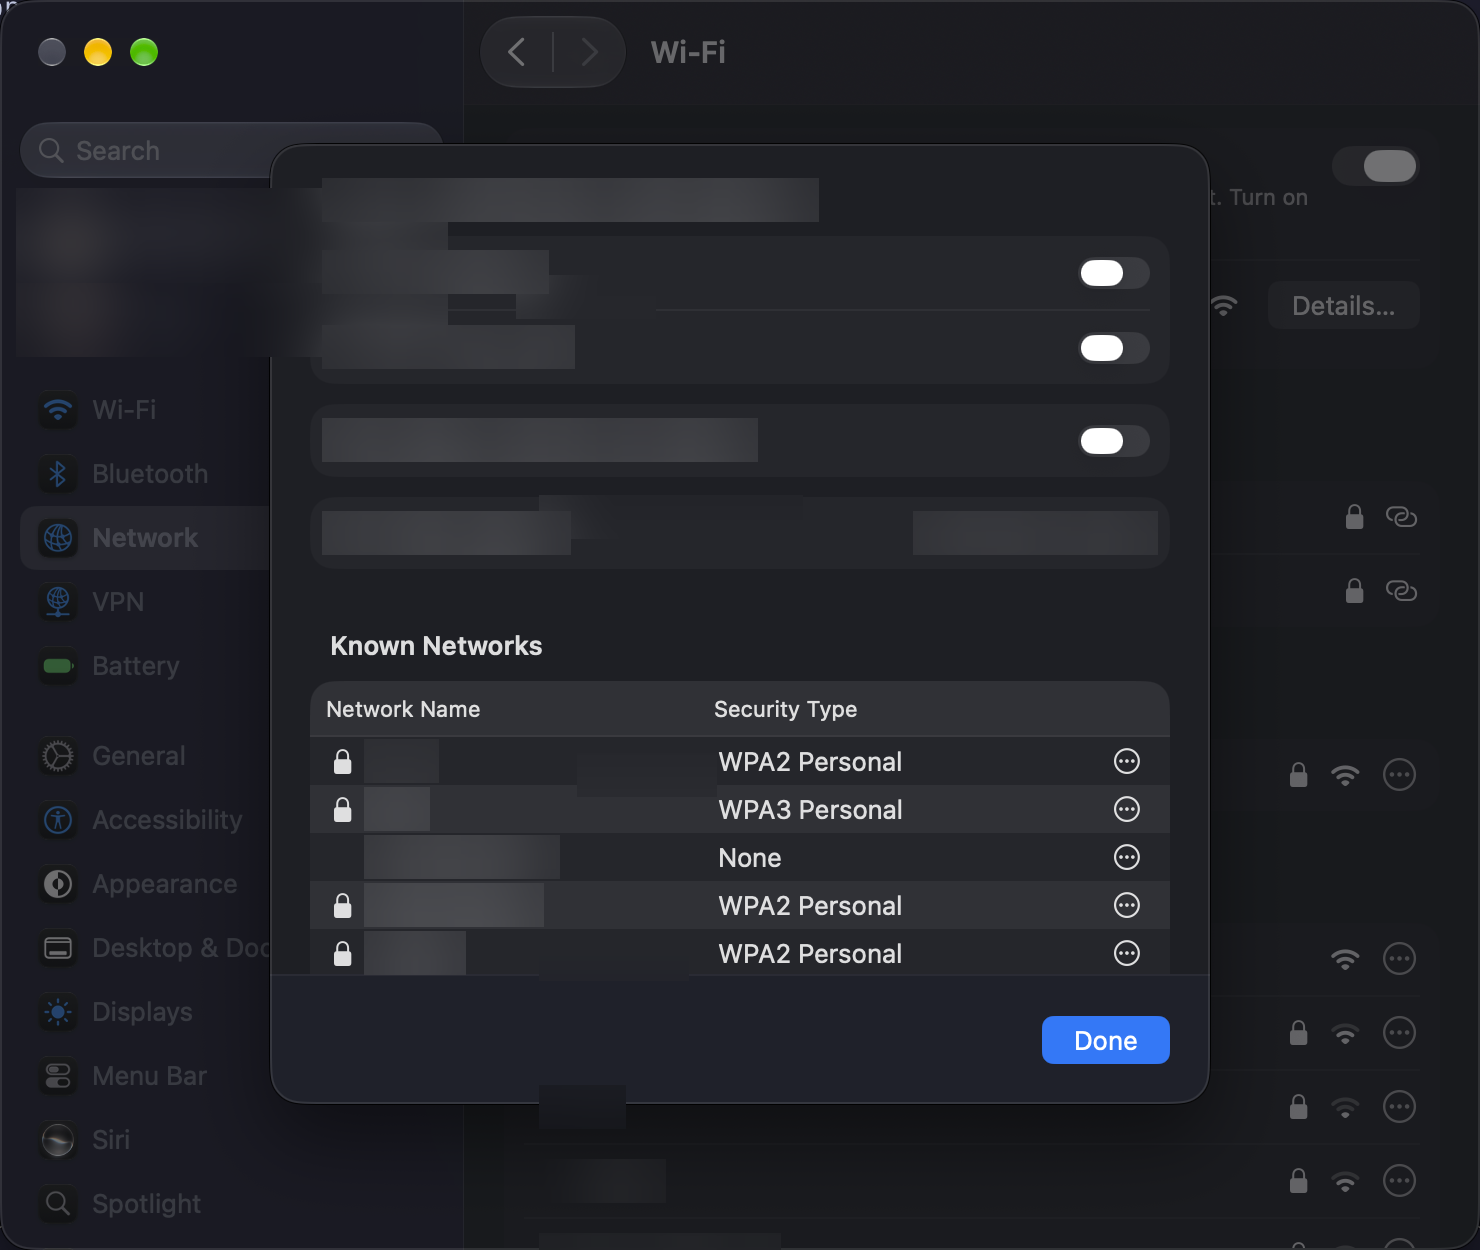 Wi-Fi
Search
t. Turn on
Details...
Wi-Fi
Bluetooth
Network
VPN
Battery
General
Accessibility
Appearance
Desktop & Doc
Displays
Menu Bar
Siri
Spotlight
Known Networks
Network Name Security Type
WPA2 Personal
WPA3 Personal
None
WPA2 Personal
WPA2 Personal
Done